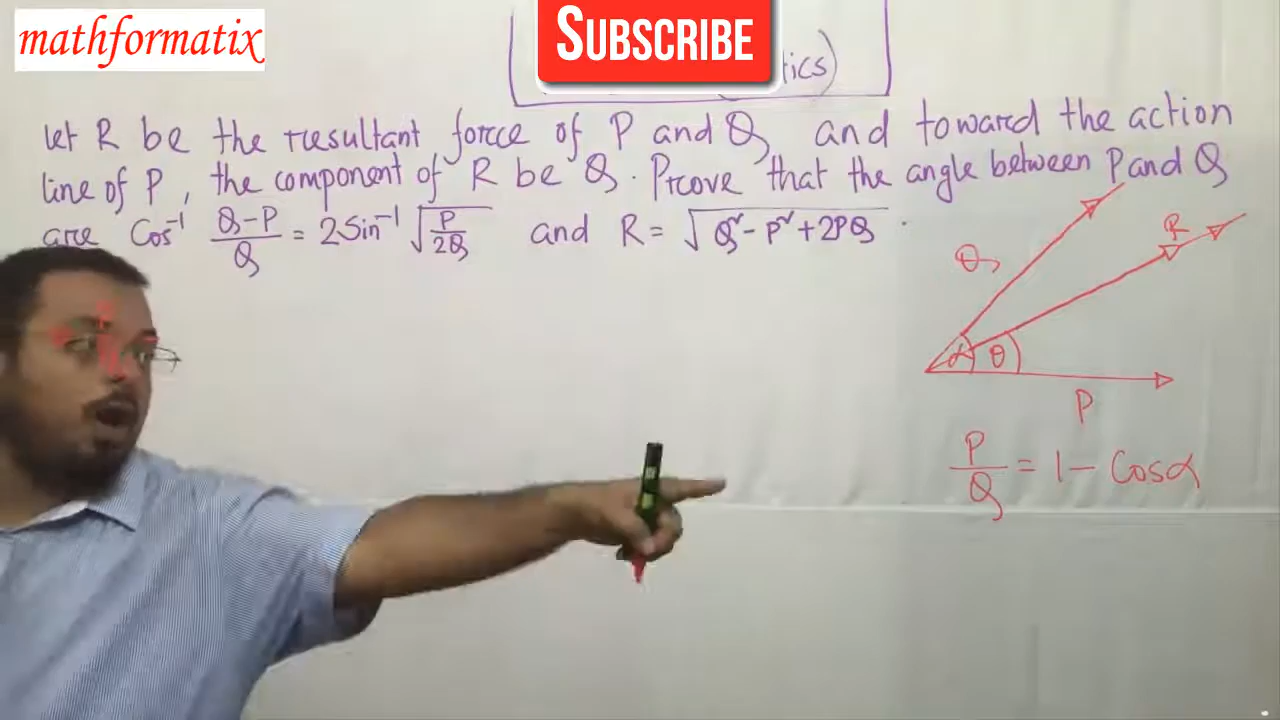 mathformatix
SUBSCRIBE
tics)
let R be the resultant force of P and Q and toward the action
line of P, the component of R be Q. Prove that the angle between P and Q
are Cos⁻¹ (Q-P)/Q = 2Sin⁻¹ √(P/2Q) and R = √(Q²-P²+2PQ).
Q
R
α θ
P
P/Q = 1 - Cosα